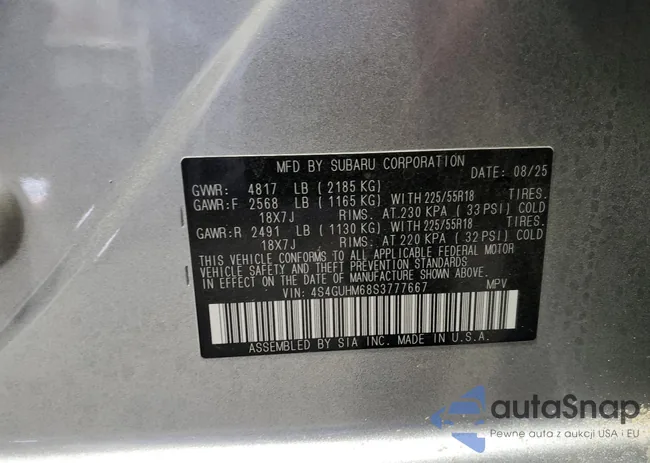 MFD BY SUBARU CORPORATION
DATE: 08/25
GVWR: 4817 LB (2185 KG)
GAWR:F 2568 LB (1165 KG) WITH 225/55R18 TIRES.
18X7J RIMS. AT 230 KPA (33 PSI) COLD
GAWR:R 2491 LB (1130 KG) WITH 225/55R18 TIRES.
18X7J RIMS. AT 220 KPA (32 PSI) COLD
THIS VEHICLE CONFORMS TO ALL APPLICABLE FEDERAL MOTOR
VEHICLE SAFETY AND THEFT PREVENTION STANDARDS
IN EFFECT ON THE DATE OF MANUFACTURE SHOWN ABOVE.
VIN: 4S4GUHM68S3777667 MPV
ASSEMBLED BY SIA INC. MADE IN U.S.A.
autaSnap
Pewne auta z aukcji USA i EU